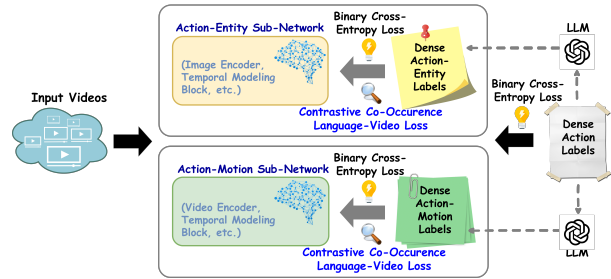 Action-Entity Sub-Network
(Image Encoder,
Temporal Modeling
Block, etc.)
Binary Cross-
Entropy Loss
Dense
Action-
Entity
Labels
Contrastive Co-Occurence
Language-Video Loss
LLM
Input Videos
Binary Cross-
Entropy Loss
Dense
Action
Labels
Action-Motion Sub-Network
(Video Encoder,
Temporal Modeling
Block, etc.)
Binary Cross-
Entropy Loss
Dense
Action-
Motion
Labels
Contrastive Co-Occurence
Language-Video Loss
LLM